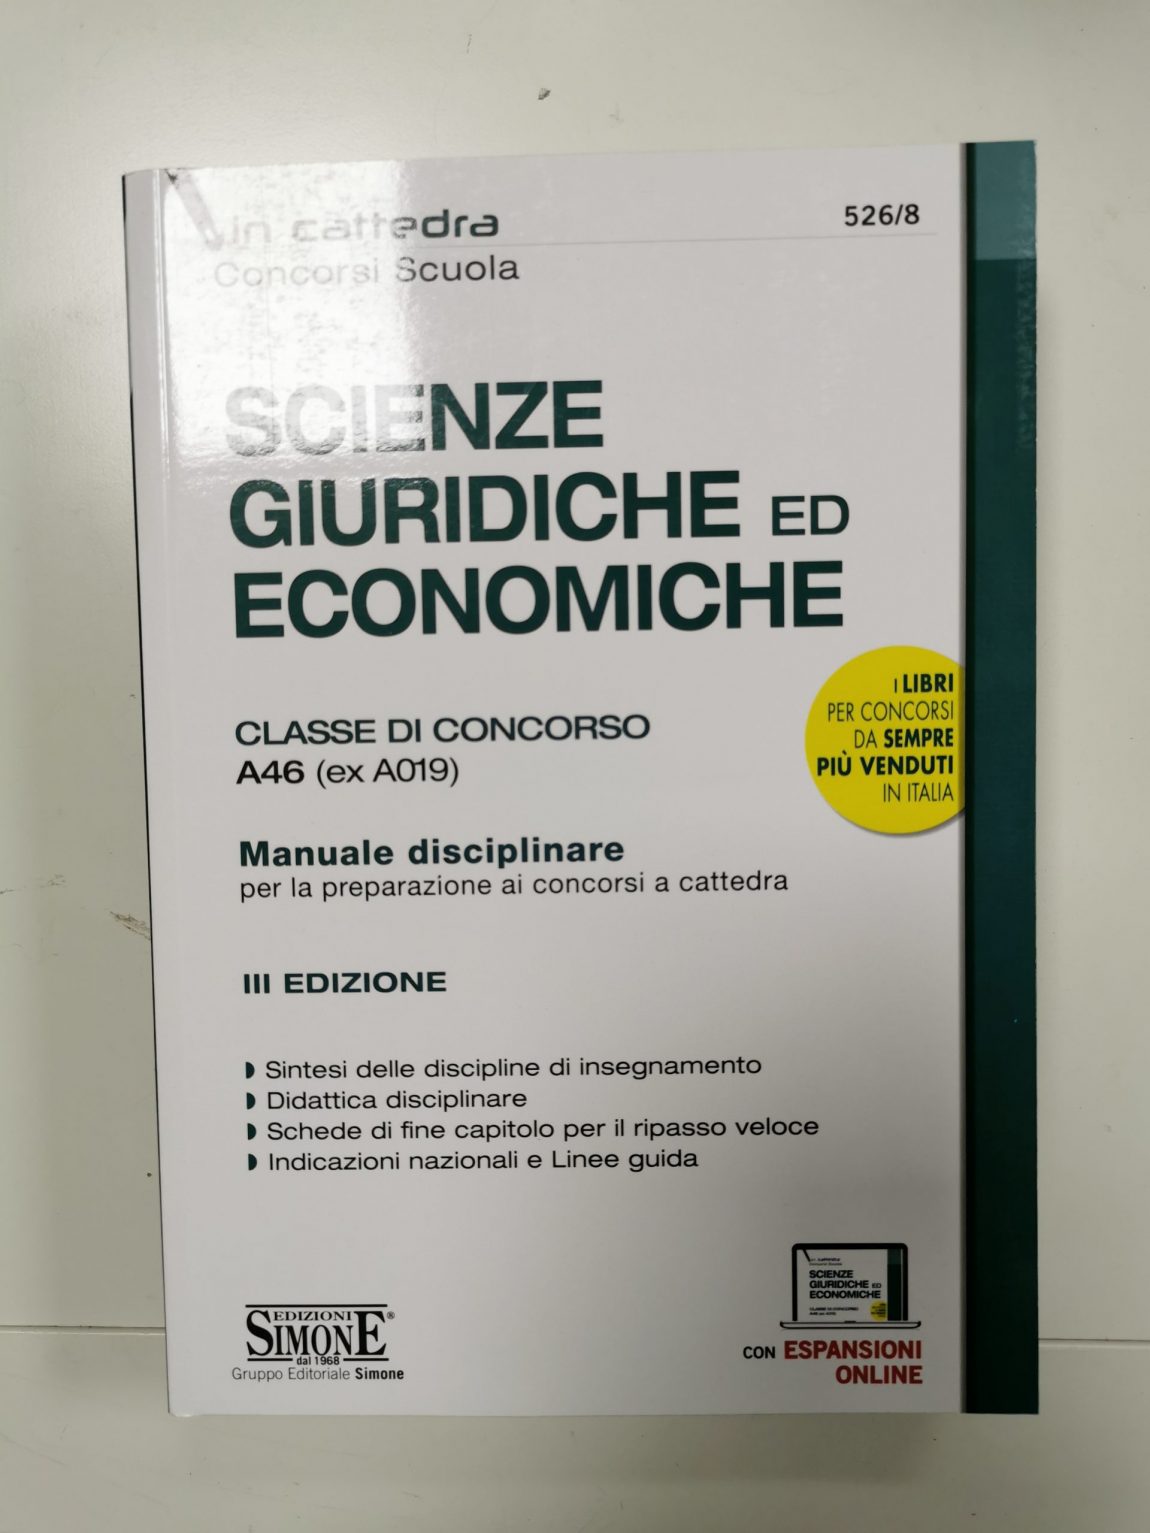 in cattedra
526/8
Concorsi Scuola
SCIENZE
GIURIDICHE ED
ECONOMICHE
I LIBRI
PER CONCORSI
DA SEMPRE
PIÙ VENDUTI
IN ITALIA
CLASSE DI CONCORSO
A46 (ex A019)
Manuale disciplinare
per la preparazione ai concorsi a cattedra
III EDIZIONE
Sintesi delle discipline di insegnamento
Didattica disciplinare
Schede di fine capitolo per il ripasso veloce
Indicazioni nazionali e Linee guida
EDIZIONI
SIMONE®
dal 1968
Gruppo Editoriale Simone
SCIENZE
GIURIDICHE ED
ECONOMICHE
CON ESPANSIONI
ONLINE